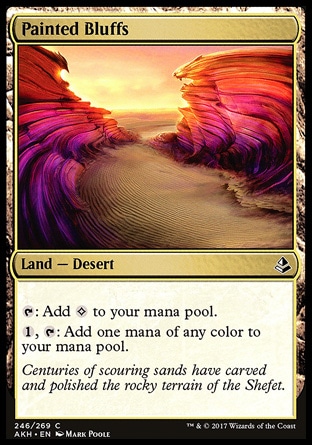 Painted Bluffs
Land — Desert
: Add to your mana pool.
1, : Add one mana of any color to
your mana pool.
Centuries of scouring sands have carved
and polished the rocky terrain of the Shefet.
246/269 C
AKH • EN Mark Poole
™ & © 2017 Wizards of the Coast